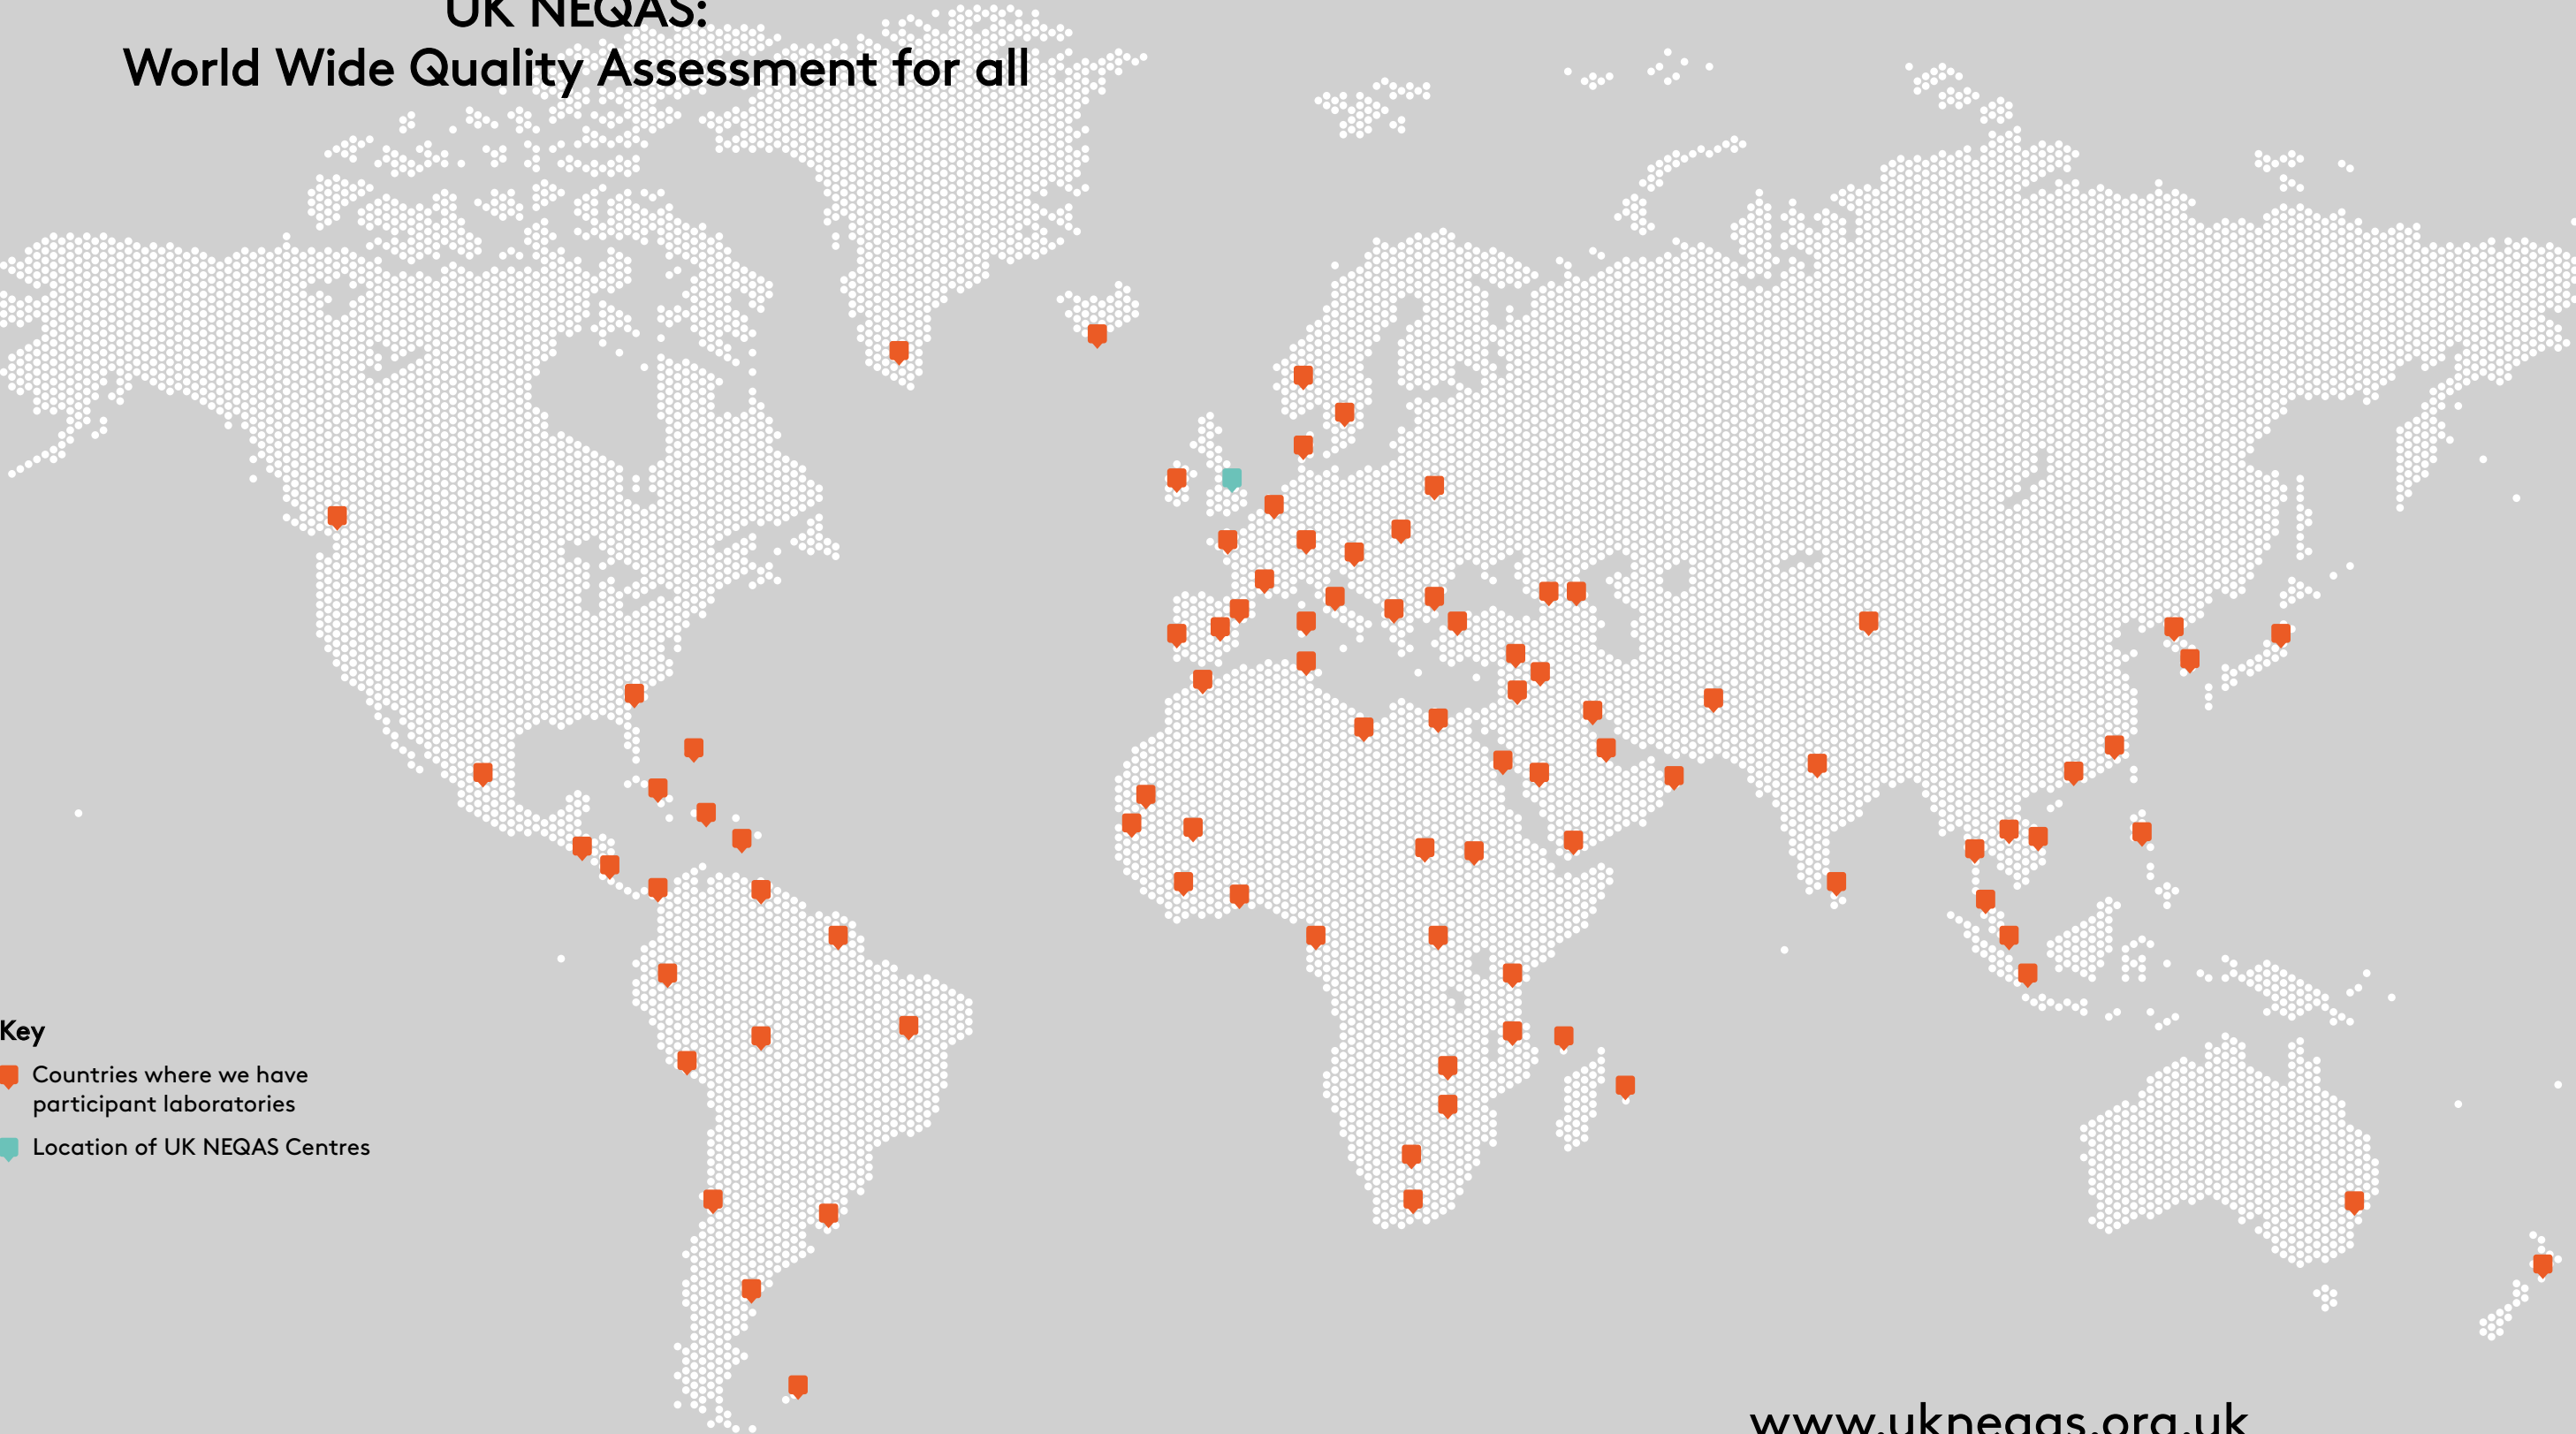 UK NEQAS:
World Wide Quality Assessment for all
Key
Countries where we have
participant laboratories
Location of UK NEQAS Centres
www.ukneqas.org.uk